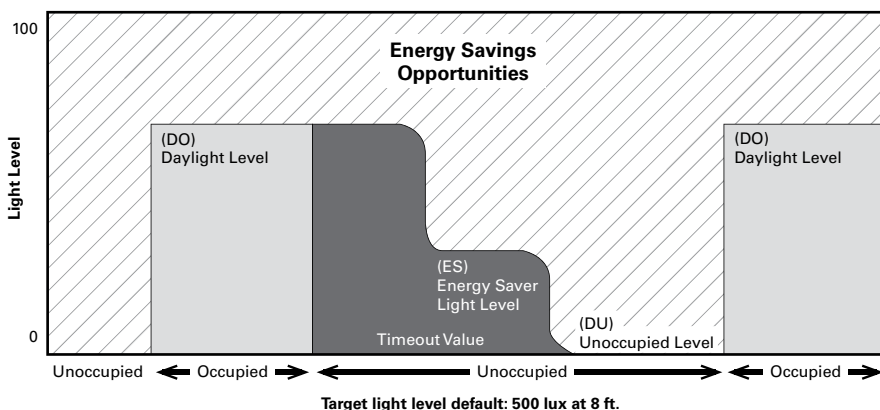 100
Energy Savings
Opportunities
(DO)
Daylight Level
(DO)
Daylight Level
Light Level
(ES)
Energy Saver
Light Level
(DU)
Unoccupied Level
Timeout Value
0
Unoccupied
Occupied
Unoccupied
Occupied
Target light level default: 500 lux at 8 ft.